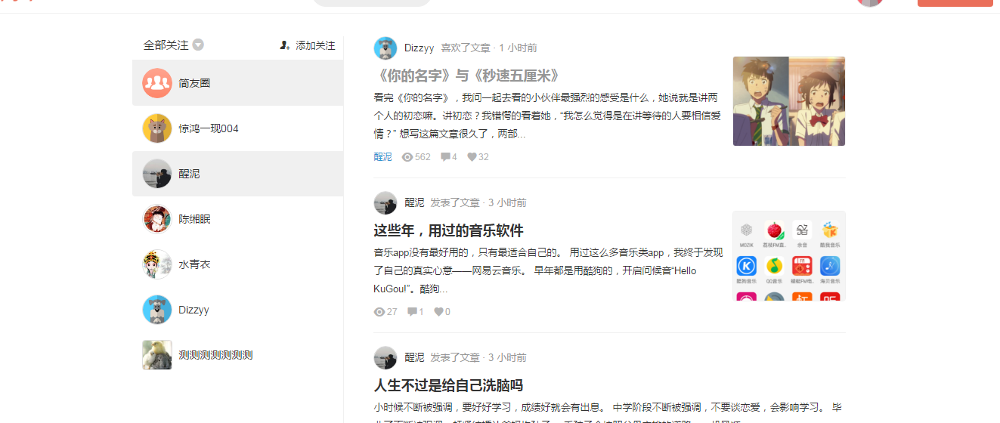 全部关注
添加关注
简友圈
惊鸿一现004
醒泥
陈缃眠
水青衣
Dizzyy
测测测测测测测
Dizzyy 喜欢了文章 · 1 小时前
《你的名字》与《秒速五厘米》
看完《你的名字》，我问一起去看的小伙伴最强烈的感受是什么，她说就是讲两
个人的初恋嘛。讲初恋？我错愕的看着她，“我怎么觉得是在讲等待的人要相信爱
情？” 想写这篇文章很久了，两部...
醒泥 562 4 32
醒泥 发表了文章 · 3 小时前
这些年，用过的音乐软件
音乐app没有最好用的，只有最适合自己的。 用过这么多音乐类app，我终于发现
了自己的真实心意——网易云音乐。 早年都是用酷狗的，开启问候音“Hello
KuGou!”。酷狗...
27 1 0
MOZIK 荔枝FM直.. 余音 酷我音乐
酷狗音乐 QQ音乐 蜻蜓FM电.. 海贝音乐
醒泥 发表了文章 · 3 小时前
人生不过是给自己洗脑吗
小时候不断被强调，要好好学习，成绩好就会有出息。 中学阶段不断被强调，不要谈恋爱，会影响学习。 毕